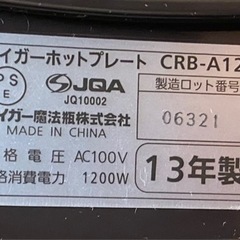 イガーホットプレート CRB-A12
PS
E
JQA
JQ10002
製造ロット番号
06321
イガー魔法瓶株式会社
MADE IN CHINA
格電圧 AC100V
格消費電力 1200W
13年製